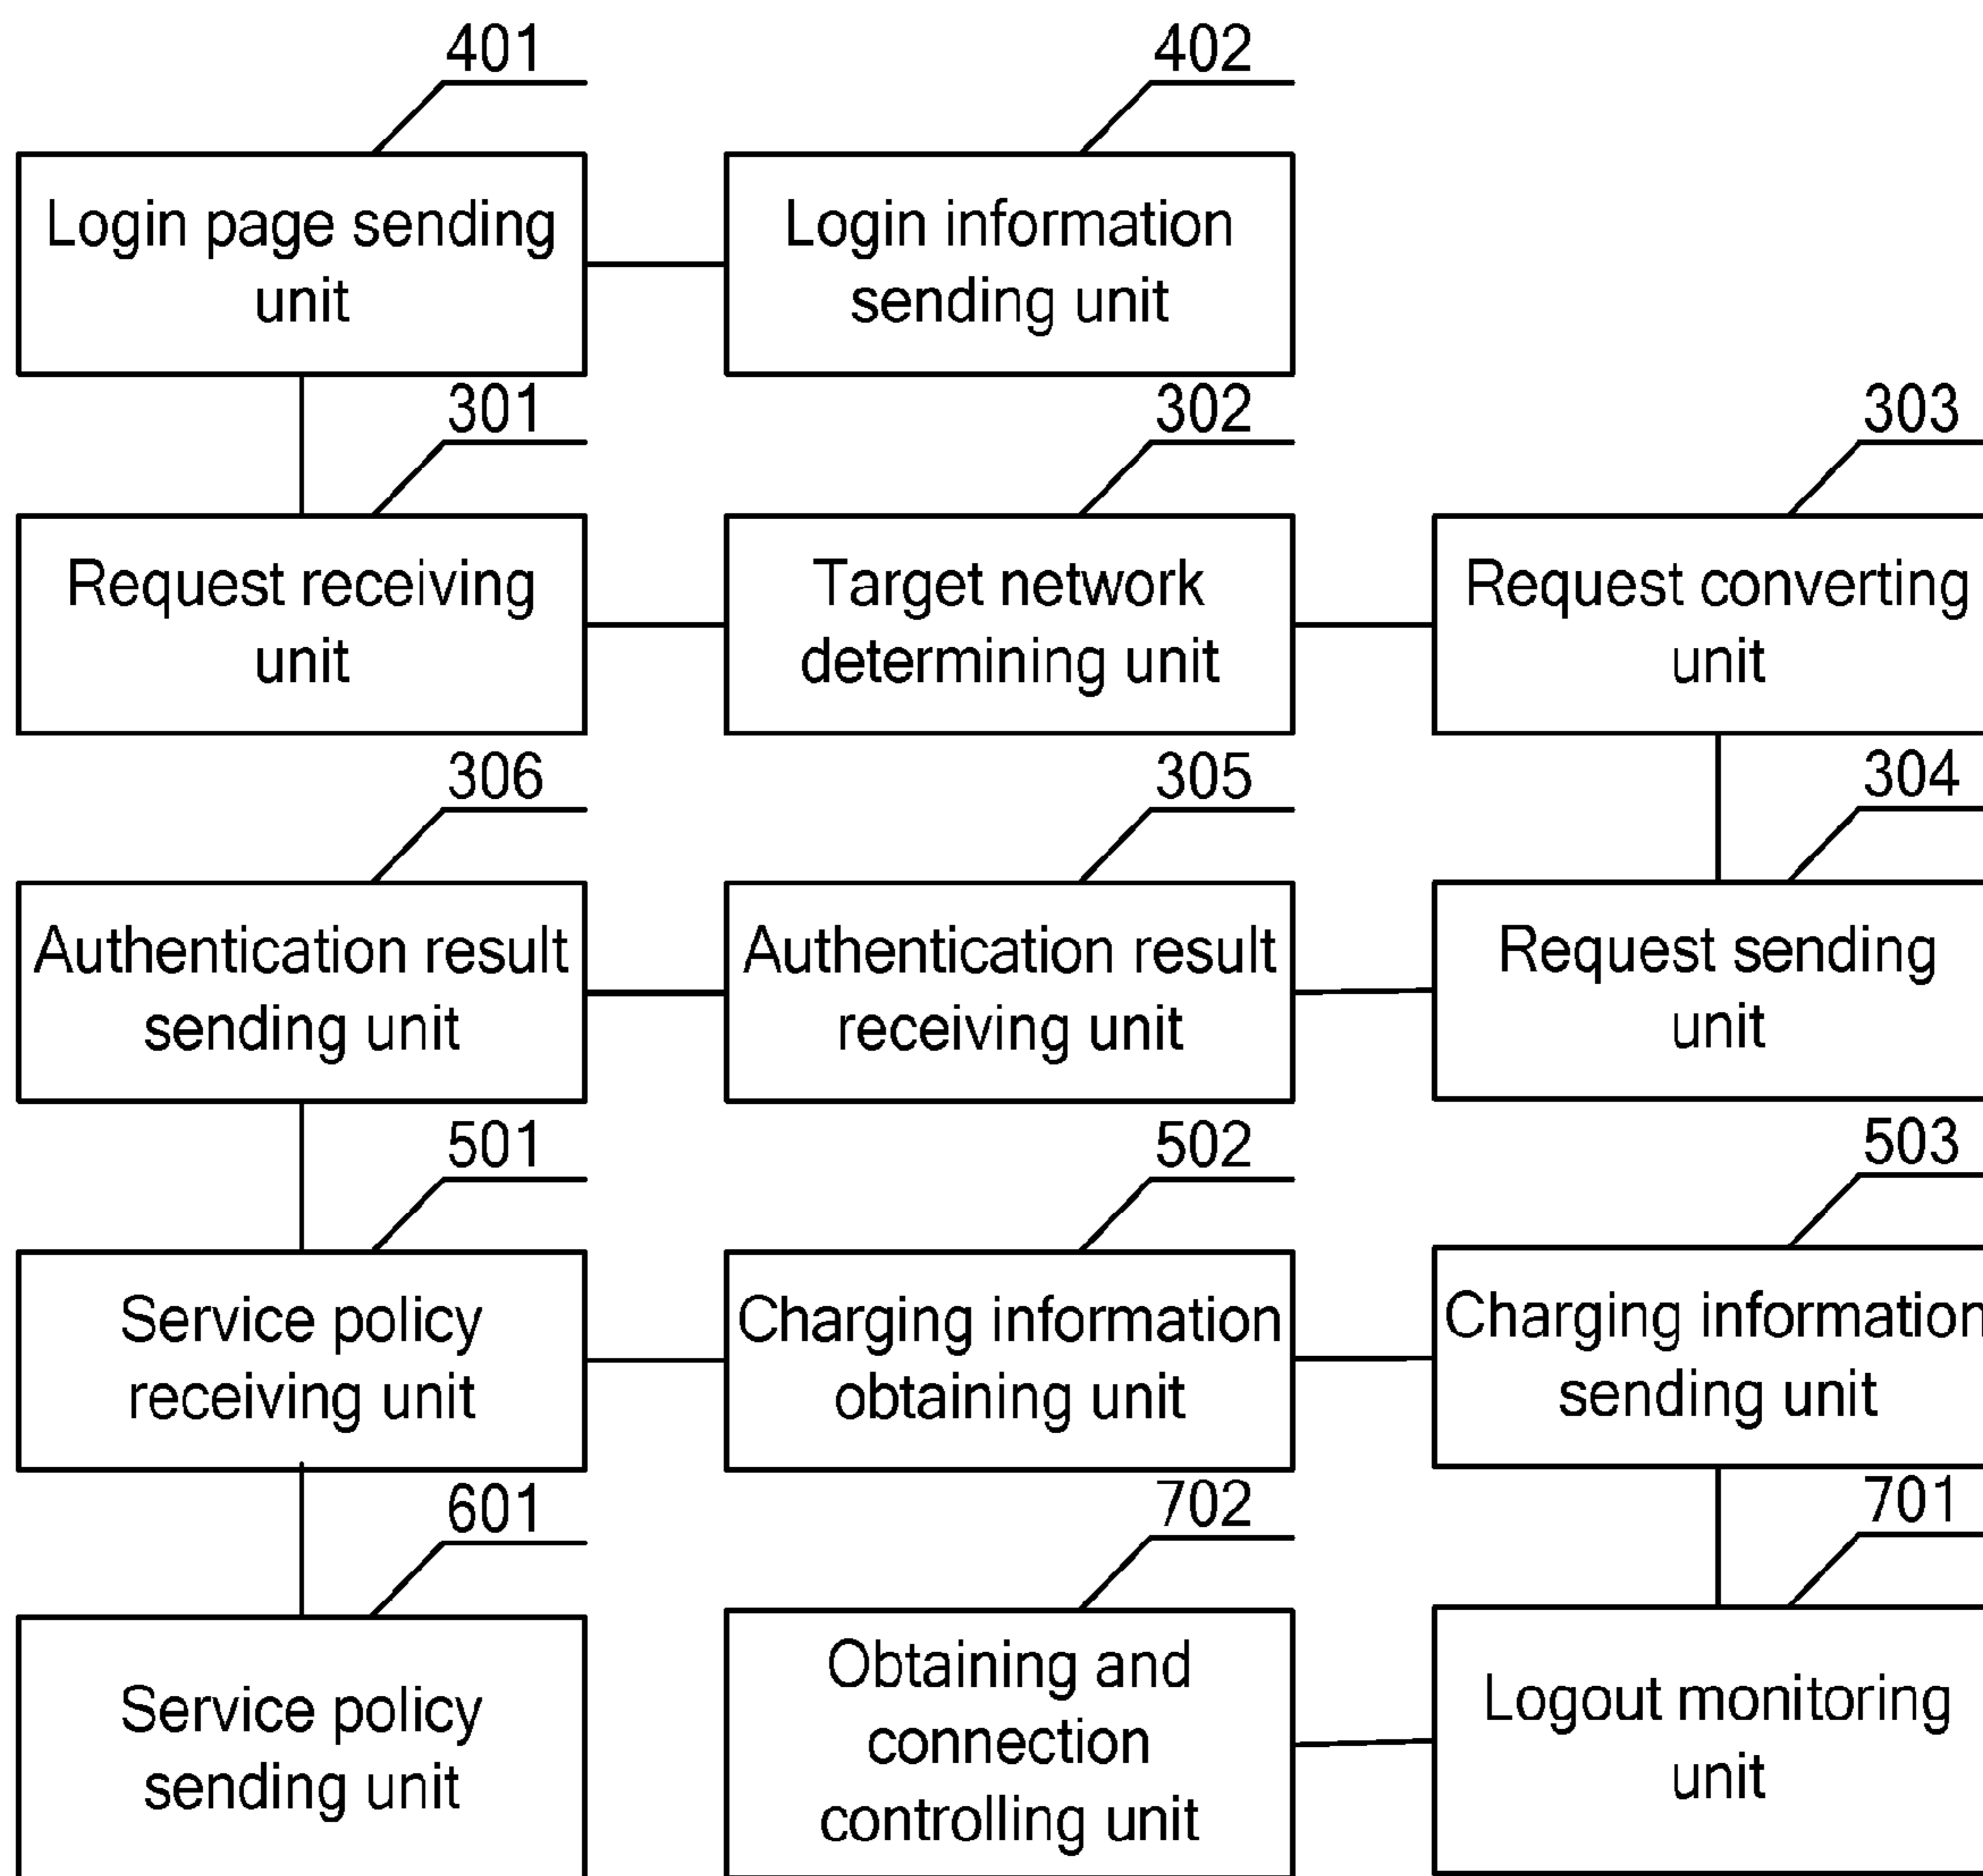 401
402
Login page sending
unit
Login information
sending unit
301
302
303
Request receiving
unit
Target network
determining unit
Request converting
unit
306
305
304
Authentication result
sending unit
Authentication result
receiving unit
Request sending
unit
501
502
503
Service policy
receiving unit
Charging information
obtaining unit
Charging information
sending unit
601
702
701
Service policy
sending unit
Obtaining and
connection
controlling unit
Logout monitoring
unit